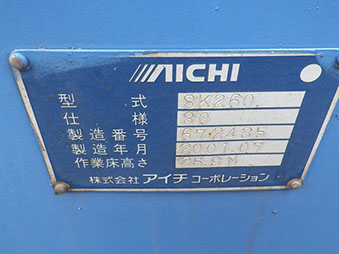 AICHI
型式 SK260
仕様 80
製造番号 672435
製造年月 2001.07
作業床高さ 25.8M
株式会社 アイチ コーポレーション